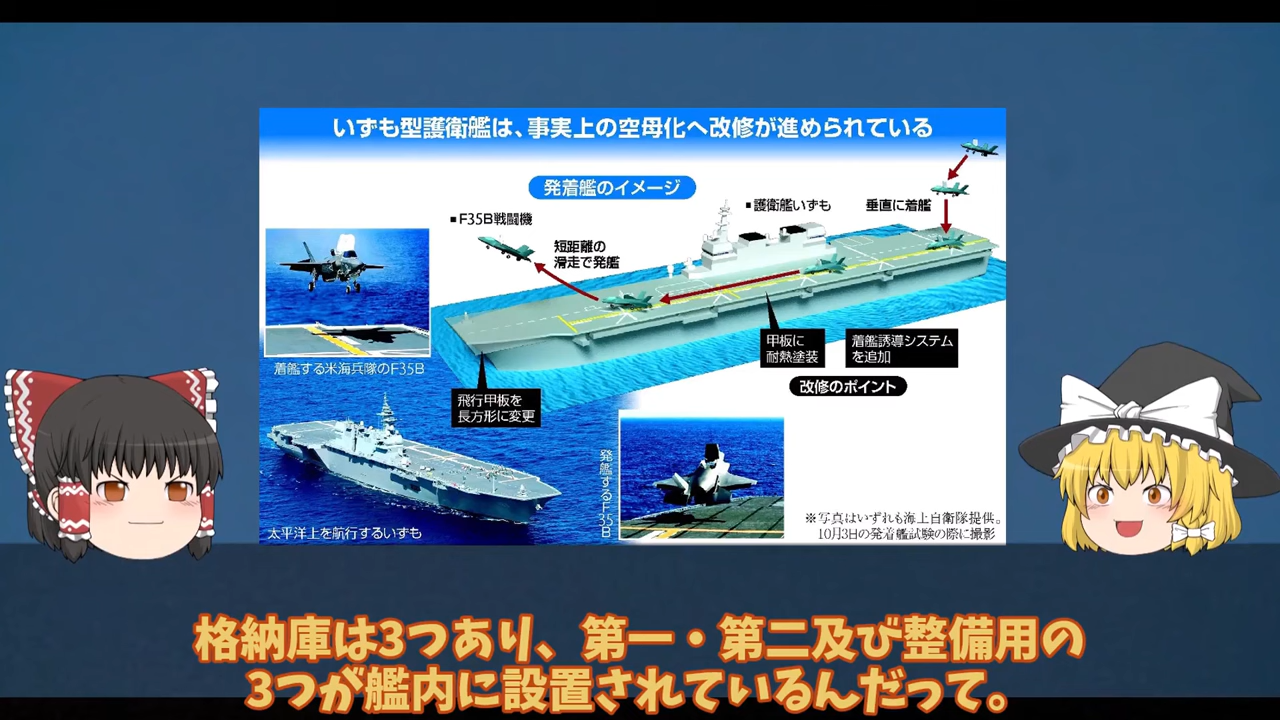 いずも型護衛艦は、事実上の空母化へ改修が進められている
発着艦のイメージ
▪F35B戦闘機
短距離の
滑走で発艦
▪護衛艦いずも
垂直に着艦
甲板に
耐熱塗装
着艦誘導システム
を追加
改修のポイント
着艦する米海兵隊のF35B
飛行甲板を
長方形に変更
発艦するF35B
太平洋上を航行するいずも
※写真はいずれも海上自衛隊提供。
10月3日の発着艦試験の際に撮影
格納庫は3つあり、第一・第二及び整備用の
3つが艦内に設置されているんだって。